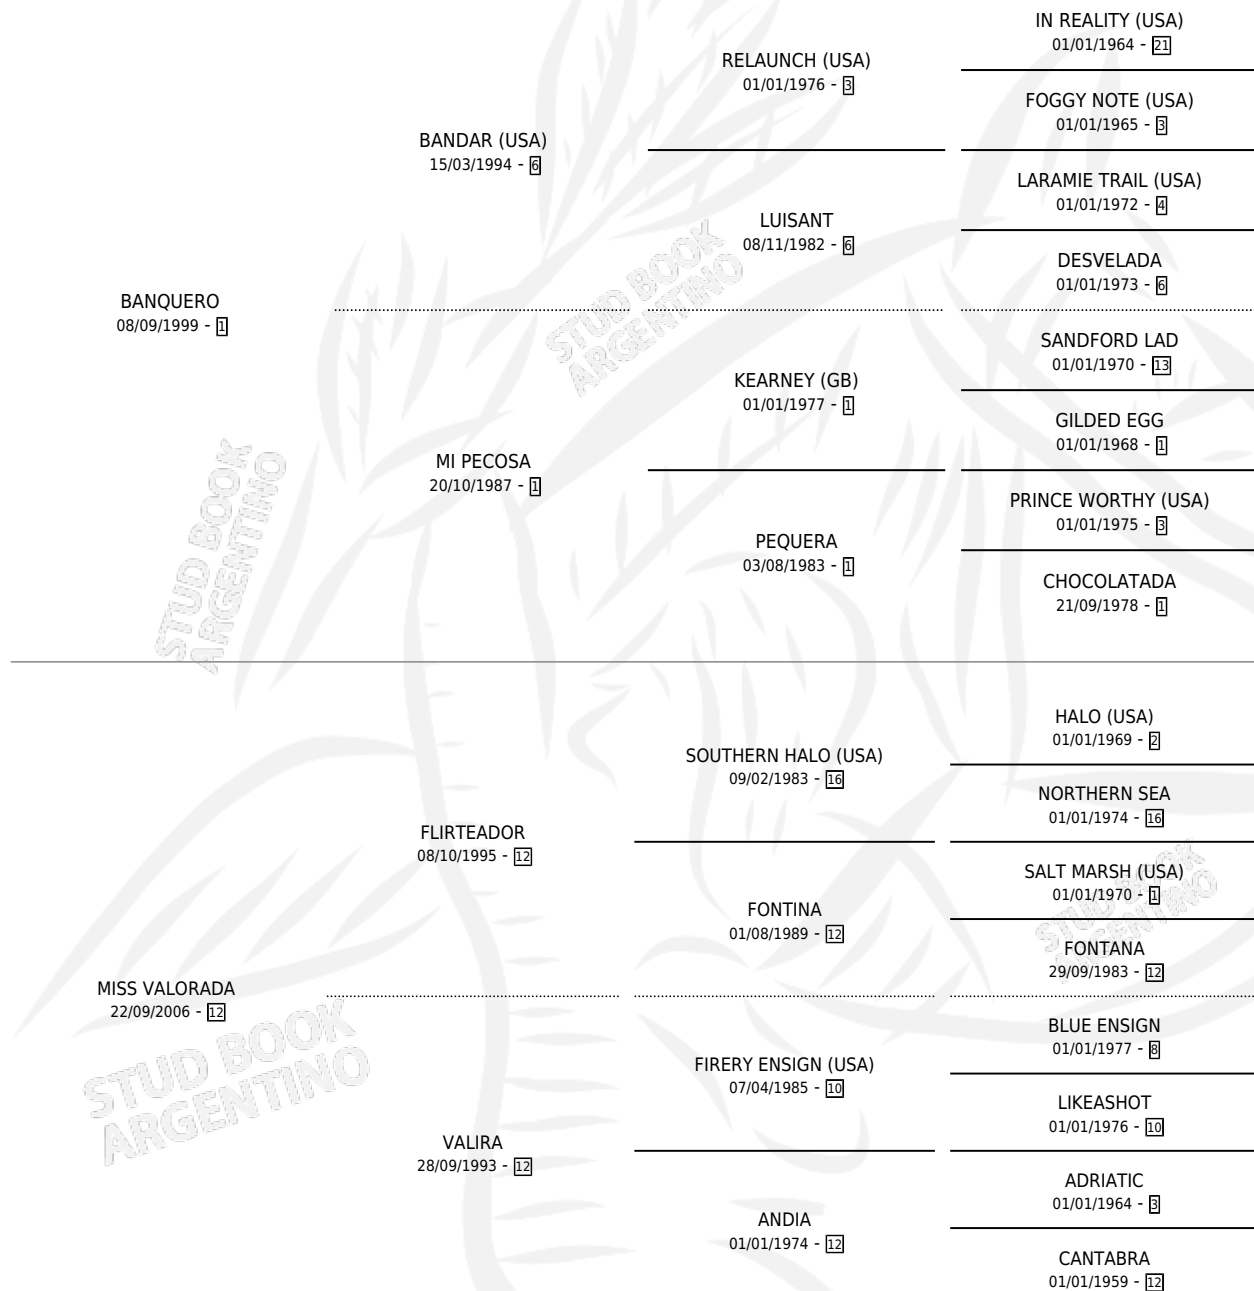 IN REALITY (USA)
01/01/1964 - 21
RELAUNCH (USA)
01/01/1976 - 3
FOGGY NOTE (USA)
01/01/1965 - 3
BANDAR (USA)
15/03/1994 - 6
LARAMIE TRAIL (USA)
01/01/1972 - 4
LUISANT
08/11/1982 - 6
DESVELADA
01/01/1973 - 6
BANQUERO
08/09/1999 - 1
SANDFORD LAD
01/01/1970 - 13
KEARNEY (GB)
01/01/1977 - 1
GILDED EGG
01/01/1968 - 1
MI PECOSA
20/10/1987 - 1
PRINCE WORTHY (USA)
01/01/1975 - 3
PEQUERA
03/08/1983 - 1
CHOCOLATADA
21/09/1978 - 1
HALO (USA)
01/01/1969 - 2
SOUTHERN HALO (USA)
09/02/1983 - 16
NORTHERN SEA
01/01/1974 - 16
FLIRTEADOR
08/10/1995 - 12
SALT MARSH (USA)
01/01/1970 - 1
FONTINA
01/08/1989 - 12
FONTANA
29/09/1983 - 12
MISS VALORADA
22/09/2006 - 12
BLUE ENSIGN
01/01/1977 - 8
FIRERY ENSIGN (USA)
07/04/1985 - 10
LIKEASHOT
01/01/1976 - 10
VALIRA
28/09/1993 - 12
ADRIATIC
01/01/1964 - 3
ANDIA
01/01/1974 - 12
CANTABRA
01/01/1959 - 12
STUD BOOK
ARGENTINO
STUD BOOK
ARGENTINO
STUD BOOK
ARGENTINO
STUD BOOK
ARGENTINO